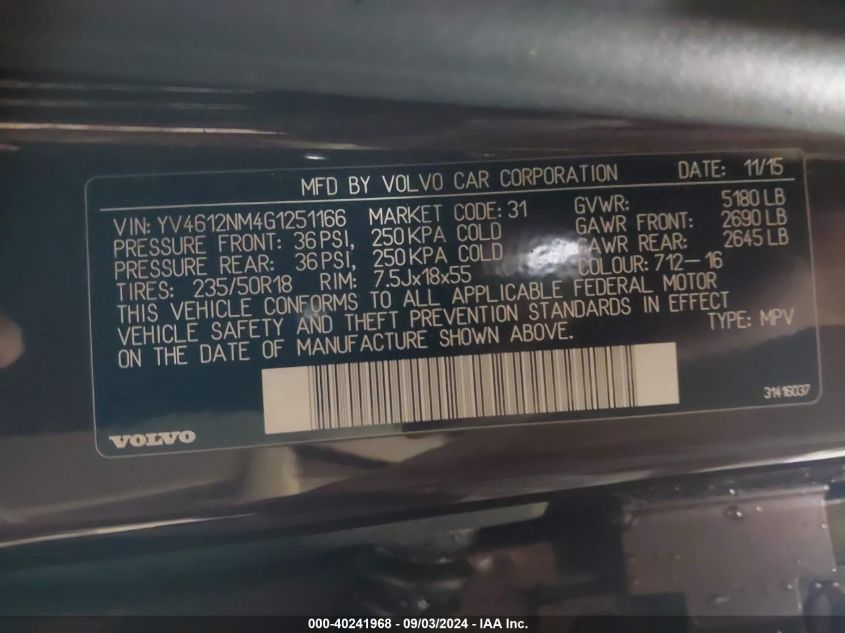 MFD BY VOLVO CAR CORPORATION DATE: 11/15
VIN: YV4612NM4G1251166 MARKET CODE: 31 GVWR: 5180 LB
PRESSURE FRONT: 36 PSI, 250 KPA COLD GAWR FRONT: 2690 LB
PRESSURE REAR: 36 PSI, 250 KPA COLD GAWR REAR: 2645 LB
TIRES: 235/50R18 RIM: 7.5Jx18x55 COLOUR: 712-16
THIS VEHICLE CONFORMS TO ALL APPLICABLE FEDERAL MOTOR
VEHICLE SAFETY AND THEFT PREVENTION STANDARDS IN EFFECT
ON THE DATE OF MANUFACTURE SHOWN ABOVE. TYPE: MPV
31416037
VOLVO
000-40241968 - 09/03/2024 - IAA Inc.